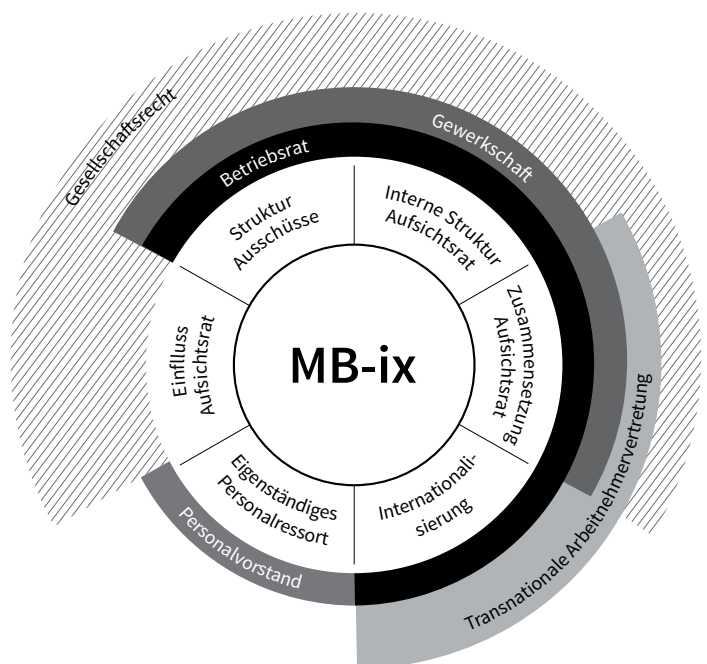 Gesellschaftsrecht
Gewerkschaft
Betriebsrat
Struktur
Ausschüsse
Interne Struktur
Aufsichtsrat
Zusammensetzung
Aufsichtsrat
Einflluss
Aufsichtsrat
MB-ix
Eigenständiges
Personalressort
Internationali-
sierung
Personalvorstand
Transnationale Arbeitnehmervertretung